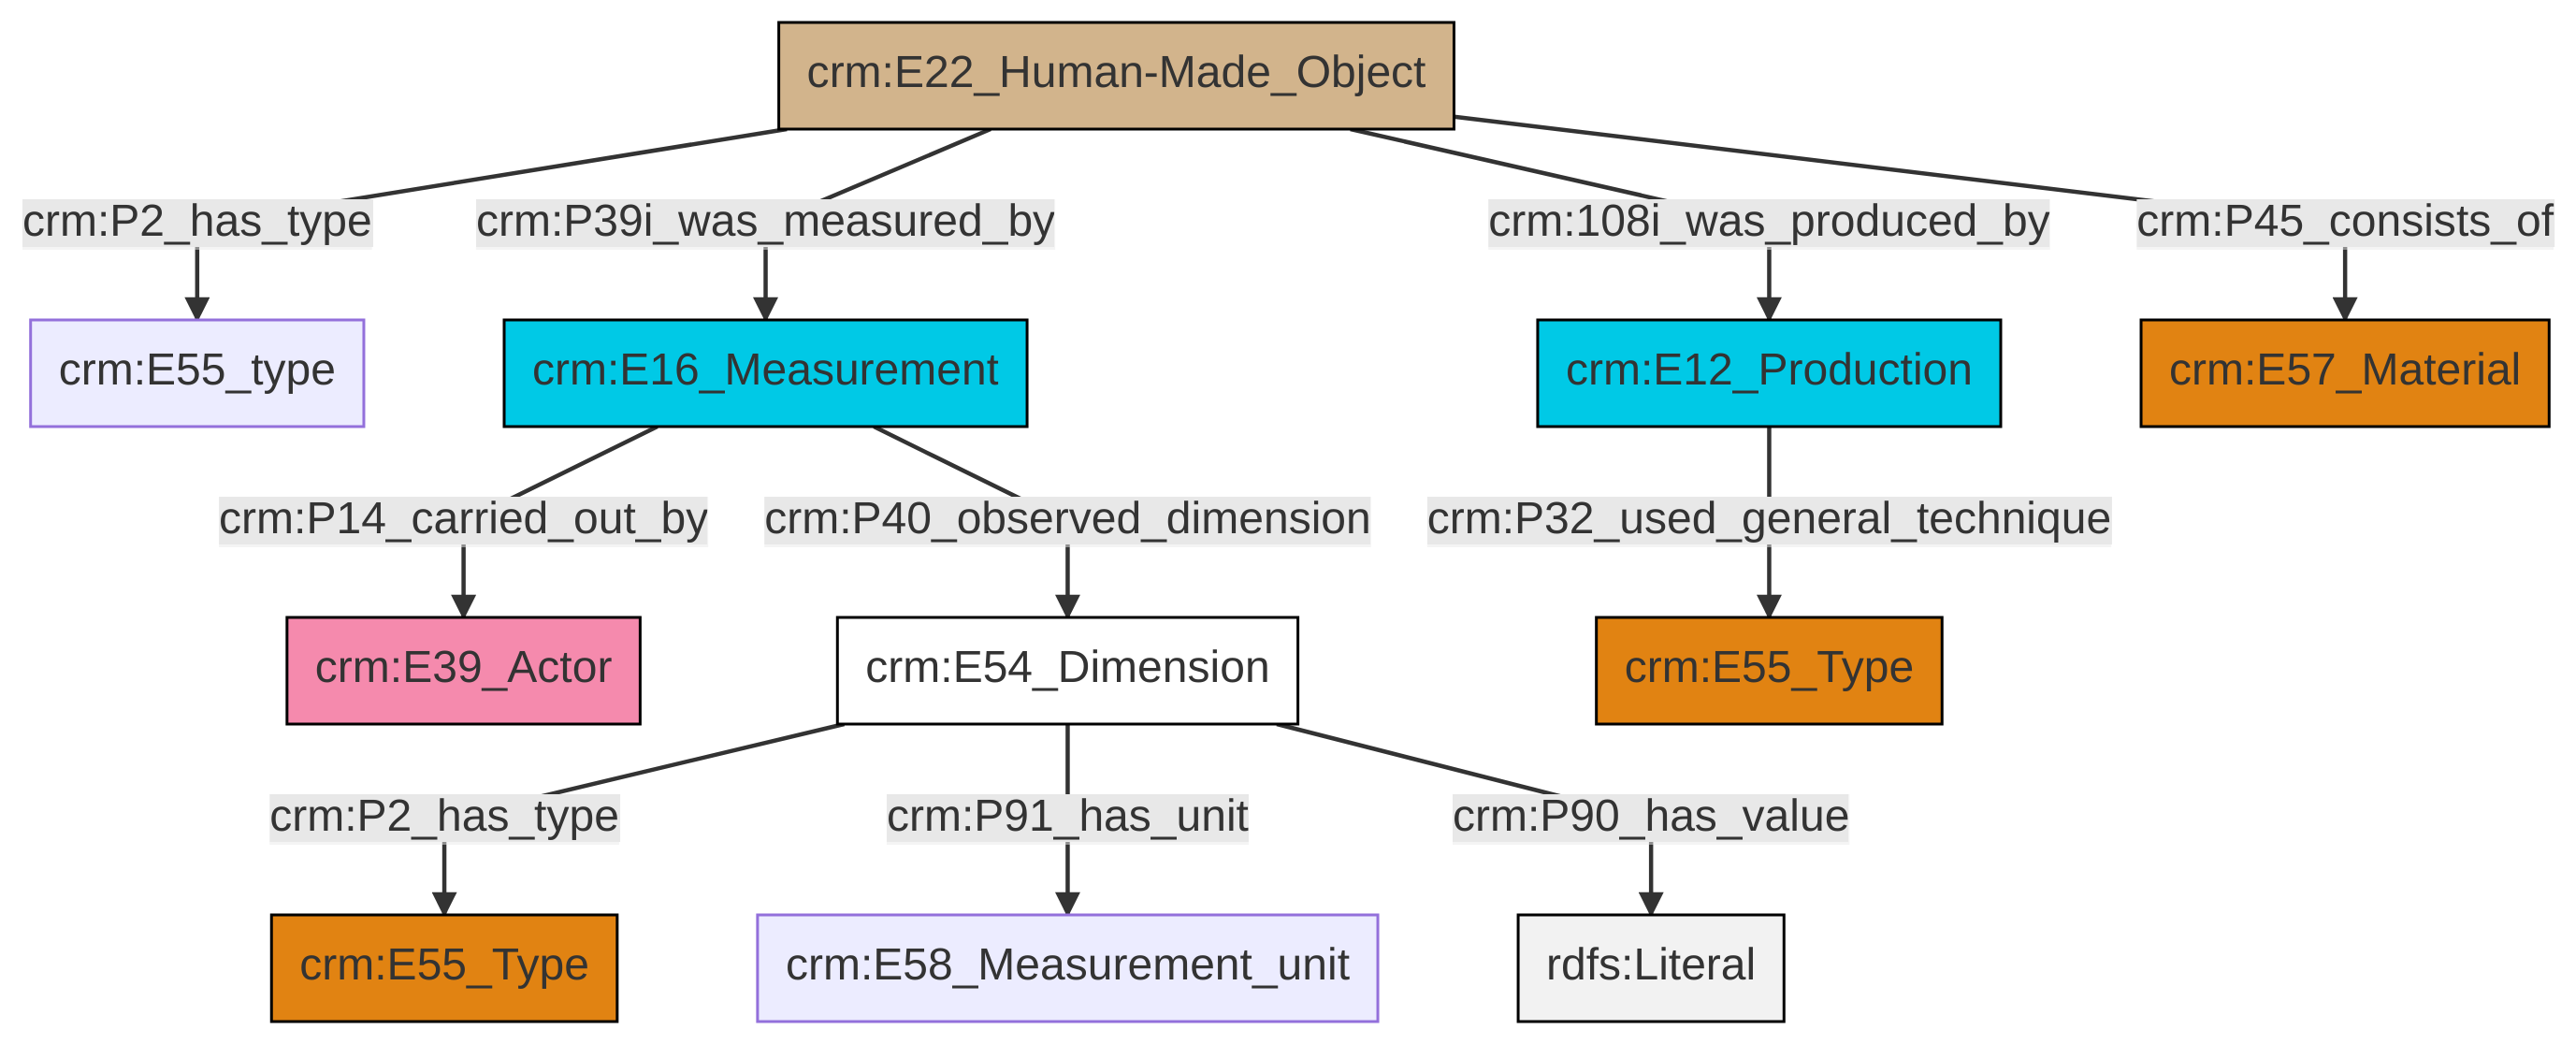 crm:E22_Human-Made_Object
crm:P2_has_type
crm:P39i_was_measured_by
crm:108i_was_produced_by
crm:P45_consists_of
crm:E55_type
crm:E16_Measurement
crm:E12_Production
crm:E57_Material
crm:P14_carried_out_by
crm:P40_observed_dimension
crm:P32_used_general_technique
crm:E39_Actor
crm:E54_Dimension
crm:E55_Type
crm:P2_has_type
crm:P91_has_unit
crm:P90_has_value
crm:E55_Type
crm:E58_Measurement_unit
rdfs:Literal